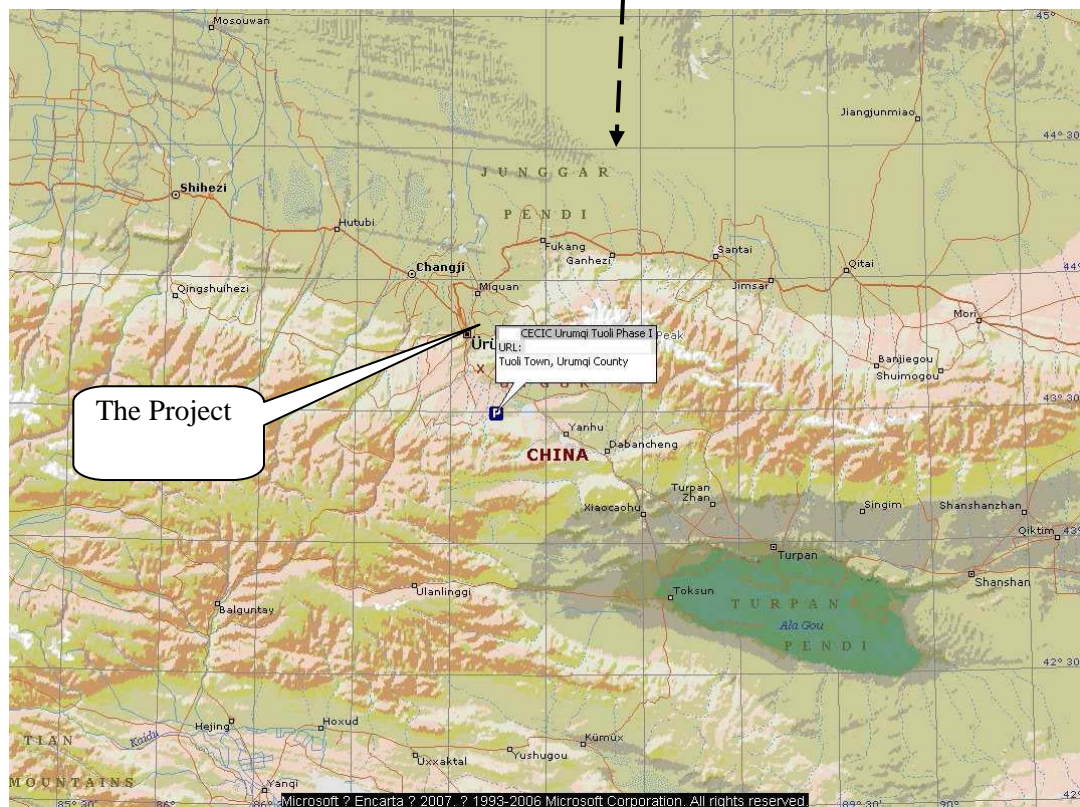 Mosouwan
45°
Jiangjunmiao
44° 30
JUNGGAR
PENDI
Shihezi
Hutubi
Fukang
Ganhezi
Santai
Qitai
44°
Changji
Miquan
Jimsar
Qingshuihezi
Mori
CECIC Urumqi Tuoli Phase I
Peak
URL:
Tuoli Town, Urumqi County
Banjiegou
Shuimogou
43° 30
The Project
P
Yanhu
Dabancheng
CHINA
Turpan
Zhan
Xiaocaohu
Singim
Shanshanzhan
Qiktim
43°
Turpan
Shanshan
Ulanlinggi
Toksun
Balguntay
TURPAN
Ala Gou
PENDI
42° 30
Hejing
Hoxud
Kümüx
TIAN
Kaidu
Uxxaktal
Yushugou
MOUNTAINS
Yanqi
Microsoft ? Encarta ? 2007. ? 1993-2006 Microsoft Corporation. All rights reserved.